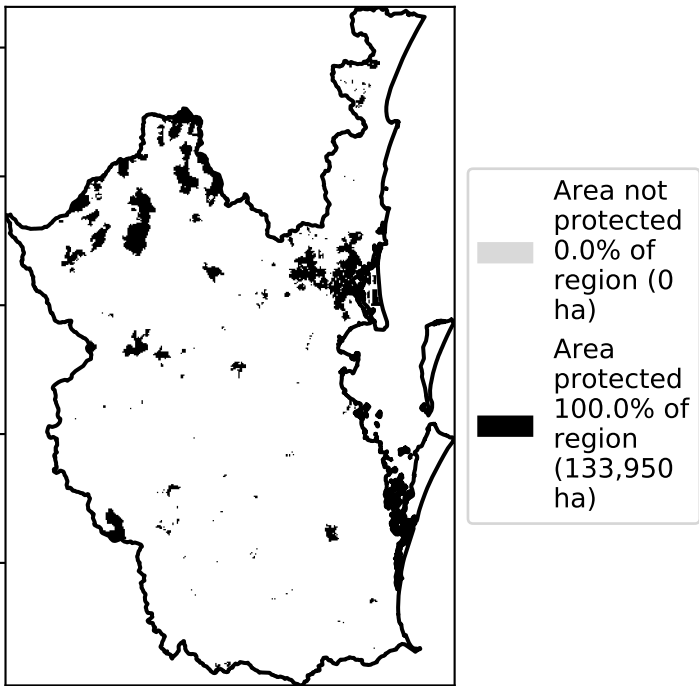 Area not
protected
0.0% of
region (0
ha)
Area
protected
100.0% of
region
(133,950
ha)